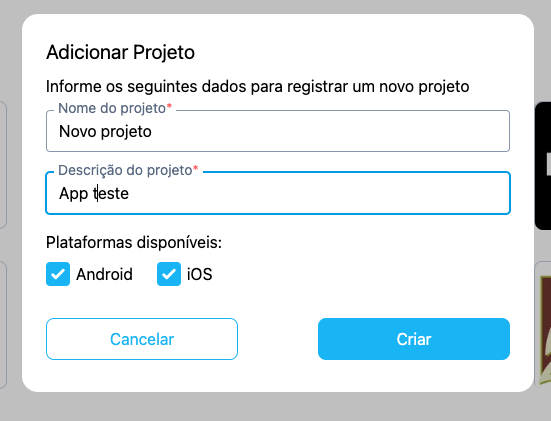 Adicionar Projeto
Informe os seguintes dados para registrar um novo projeto
Nome do projeto*
Novo projeto
Descrição do projeto*
App teste
Plataformas disponíveis:
Android iOS
Cancelar Criar